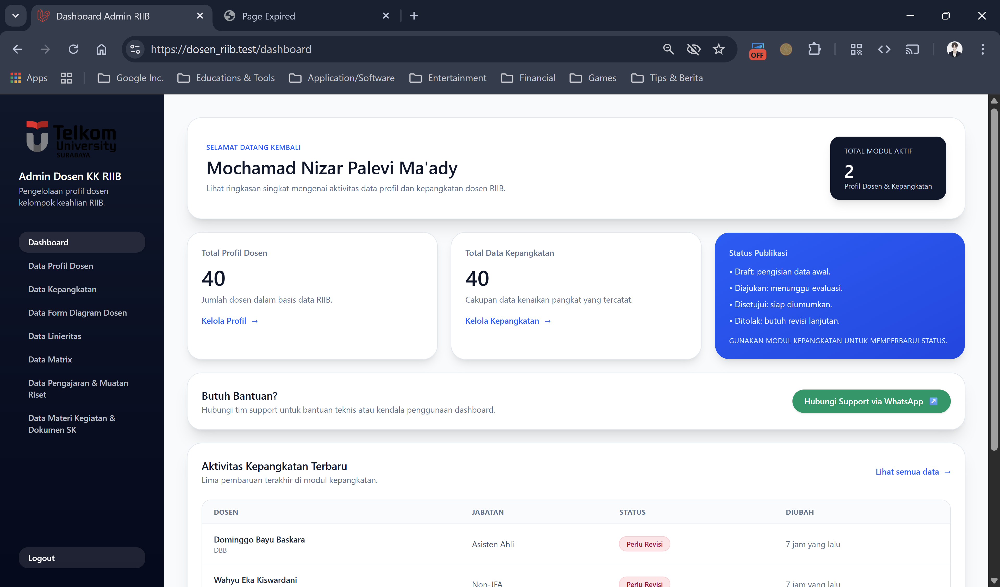 Dashboard Admin RIIB
Page Expired
https://dosen_riib.test/dashboard
OFF
Apps
Google Inc.
Educations & Tools
Application/Software
Entertainment
Financial
Games
Tips & Berita
Telkom
University
SURABAYA
Admin Dosen KK RIIB
Pengelolaan profil dosen
kelompok keahlian RIIB.
Dashboard
Data Profil Dosen
Data Kepangkatan
Data Form Diagram Dosen
Data Linieritas
Data Matrix
Data Pengajaran & Muatan
Riset
Data Materi Kegiatan &
Dokumen SK
Logout
SELAMAT DATANG KEMBALI
Mochamad Nizar Palevi Ma'ady
Lihat ringkasan singkat mengenai aktivitas data profil dan kepangkatan dosen RIIB.
TOTAL MODUL AKTIF
2
Profil Dosen & Kepangkatan
Total Profil Dosen
40
Jumlah dosen dalam basis data RIIB.
Kelola Profil →
Total Data Kepangkatan
40
Cakupan data kenaikan pangkat yang tercatat.
Kelola Kepangkatan →
Status Publikasi
• Draft: pengisian data awal.
• Diajukan: menunggu evaluasi.
• Disetujui: siap diumumkan.
• Ditolak: butuh revisi lanjutan.
GUNAKAN MODUL KEPANGKATAN UNTUK MEMPERBARUI STATUS.
Butuh Bantuan?
Hubungi tim support untuk bantuan teknis atau kendala penggunaan dashboard.
Hubungi Support via WhatsApp ↗
Aktivitas Kepangkatan Terbaru
Lima pembaruan terakhir di modul kepangkatan.
Lihat semua data →
DOSEN JABATAN STATUS DIUBAH
Dominggo Bayu Baskara
DBB
Asisten Ahli
Perlu Revisi
7 jam yang lalu
Wahyu Eka Kiswardani
Non-JFA
Perlu Revisi
7 jam yang lalu